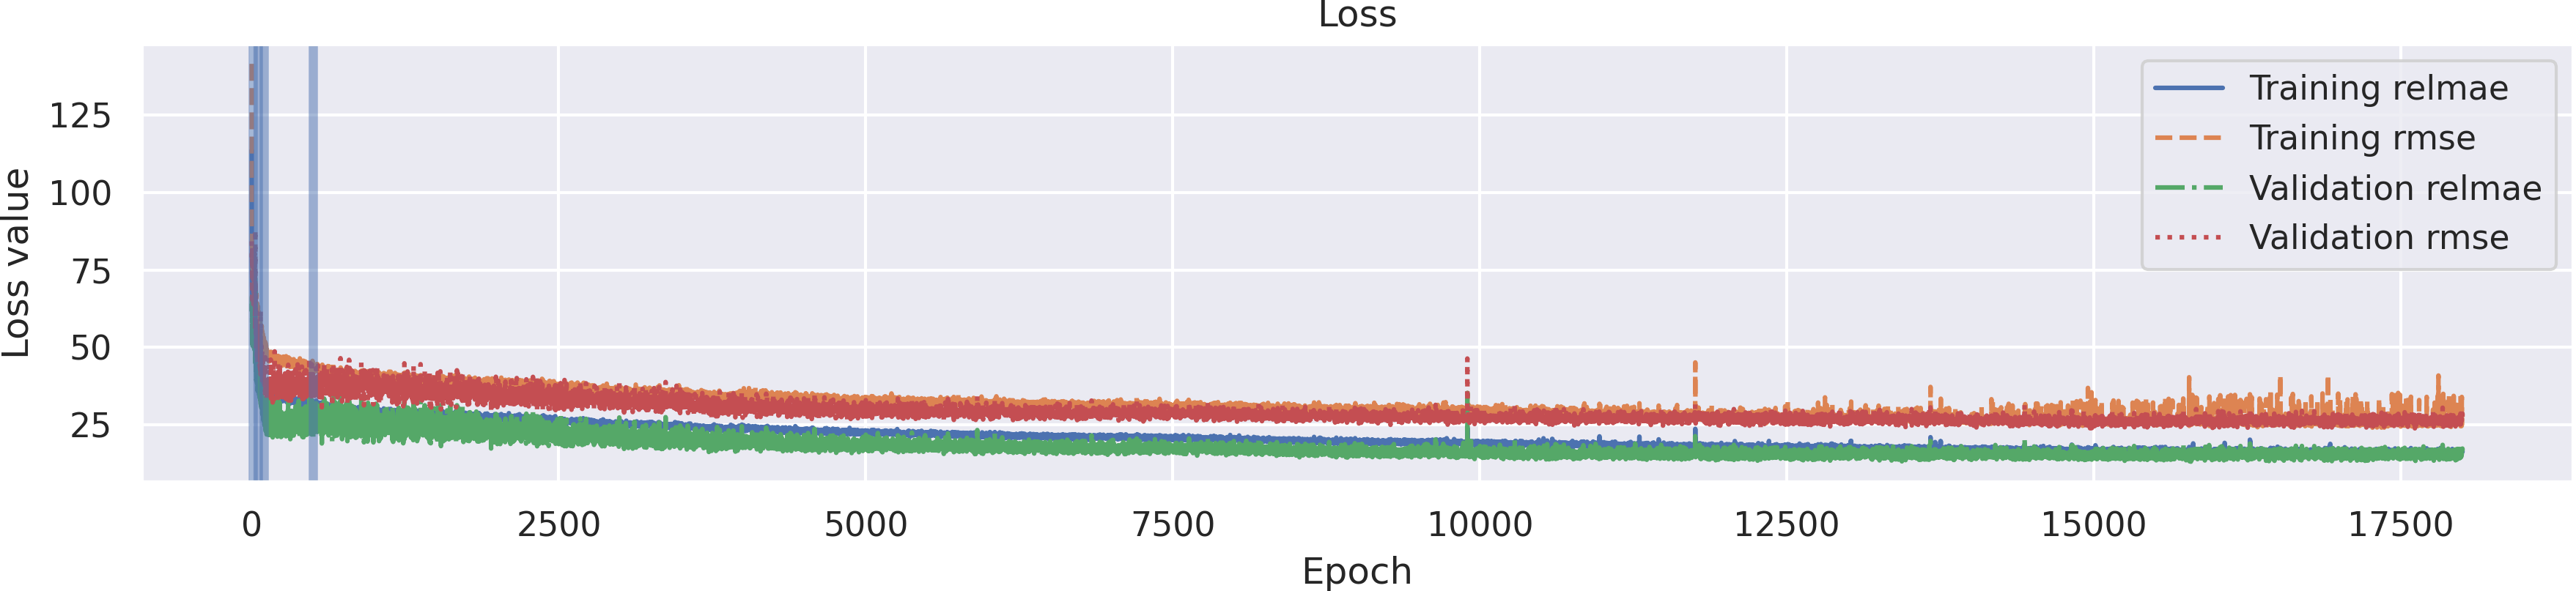 Loss
Loss value
125
100
75
50
25
Training relmae
Training rmse
Validation relmae
Validation rmse
0 2500 5000 7500 10000 12500 15000 17500
Epoch